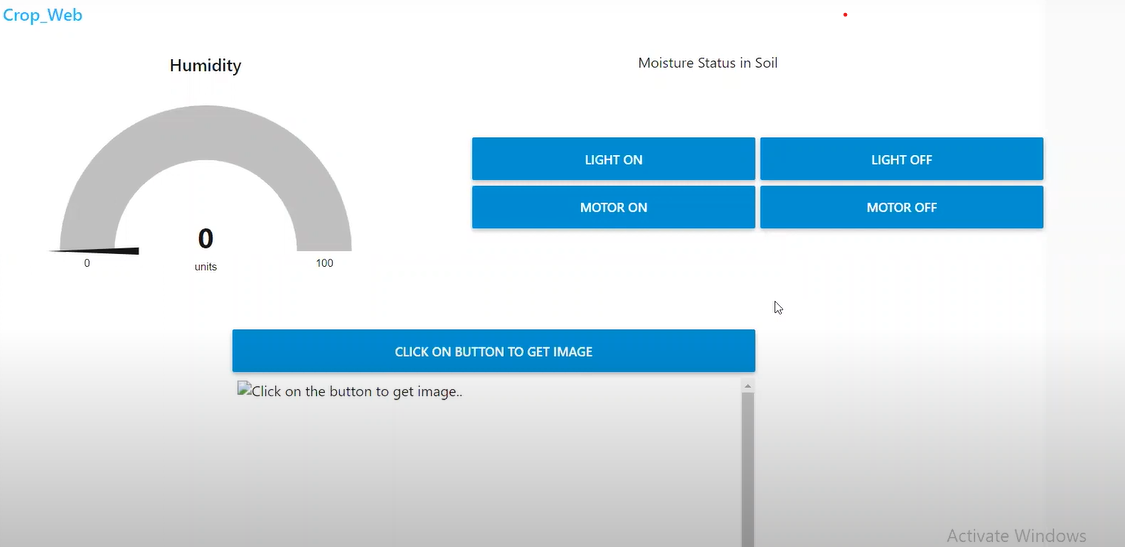 Crop_Web
Humidity
0
units
0
100
Moisture Status in Soil
LIGHT ON
LIGHT OFF
MOTOR ON
MOTOR OFF
CLICK ON BUTTON TO GET IMAGE
Click on the button to get image..
Activate Windows